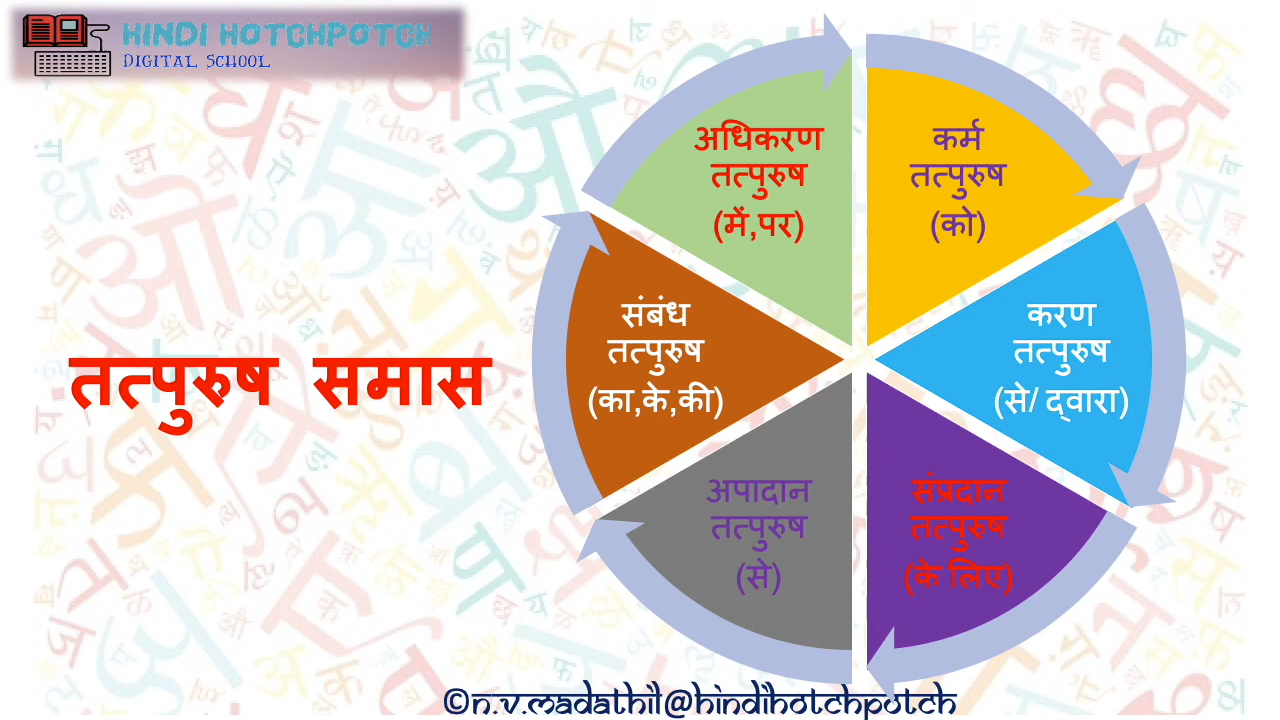 HINDI HOTCHPOTCH
DIGITAL SCHOOL
तत्पुरुष समास
कर्म
तत्पुरुष
(को)
करण
तत्पुरुष
(से/ द्वारा)
संप्रदान
तत्पुरुष
(के लिए)
अपादान
तत्पुरुष
(से)
संबंध
तत्पुरुष
(का,के,की)
अधिकरण
तत्पुरुष
(में,पर)
©N.V.MADATHIL@HINDIHOTCHPOTCH